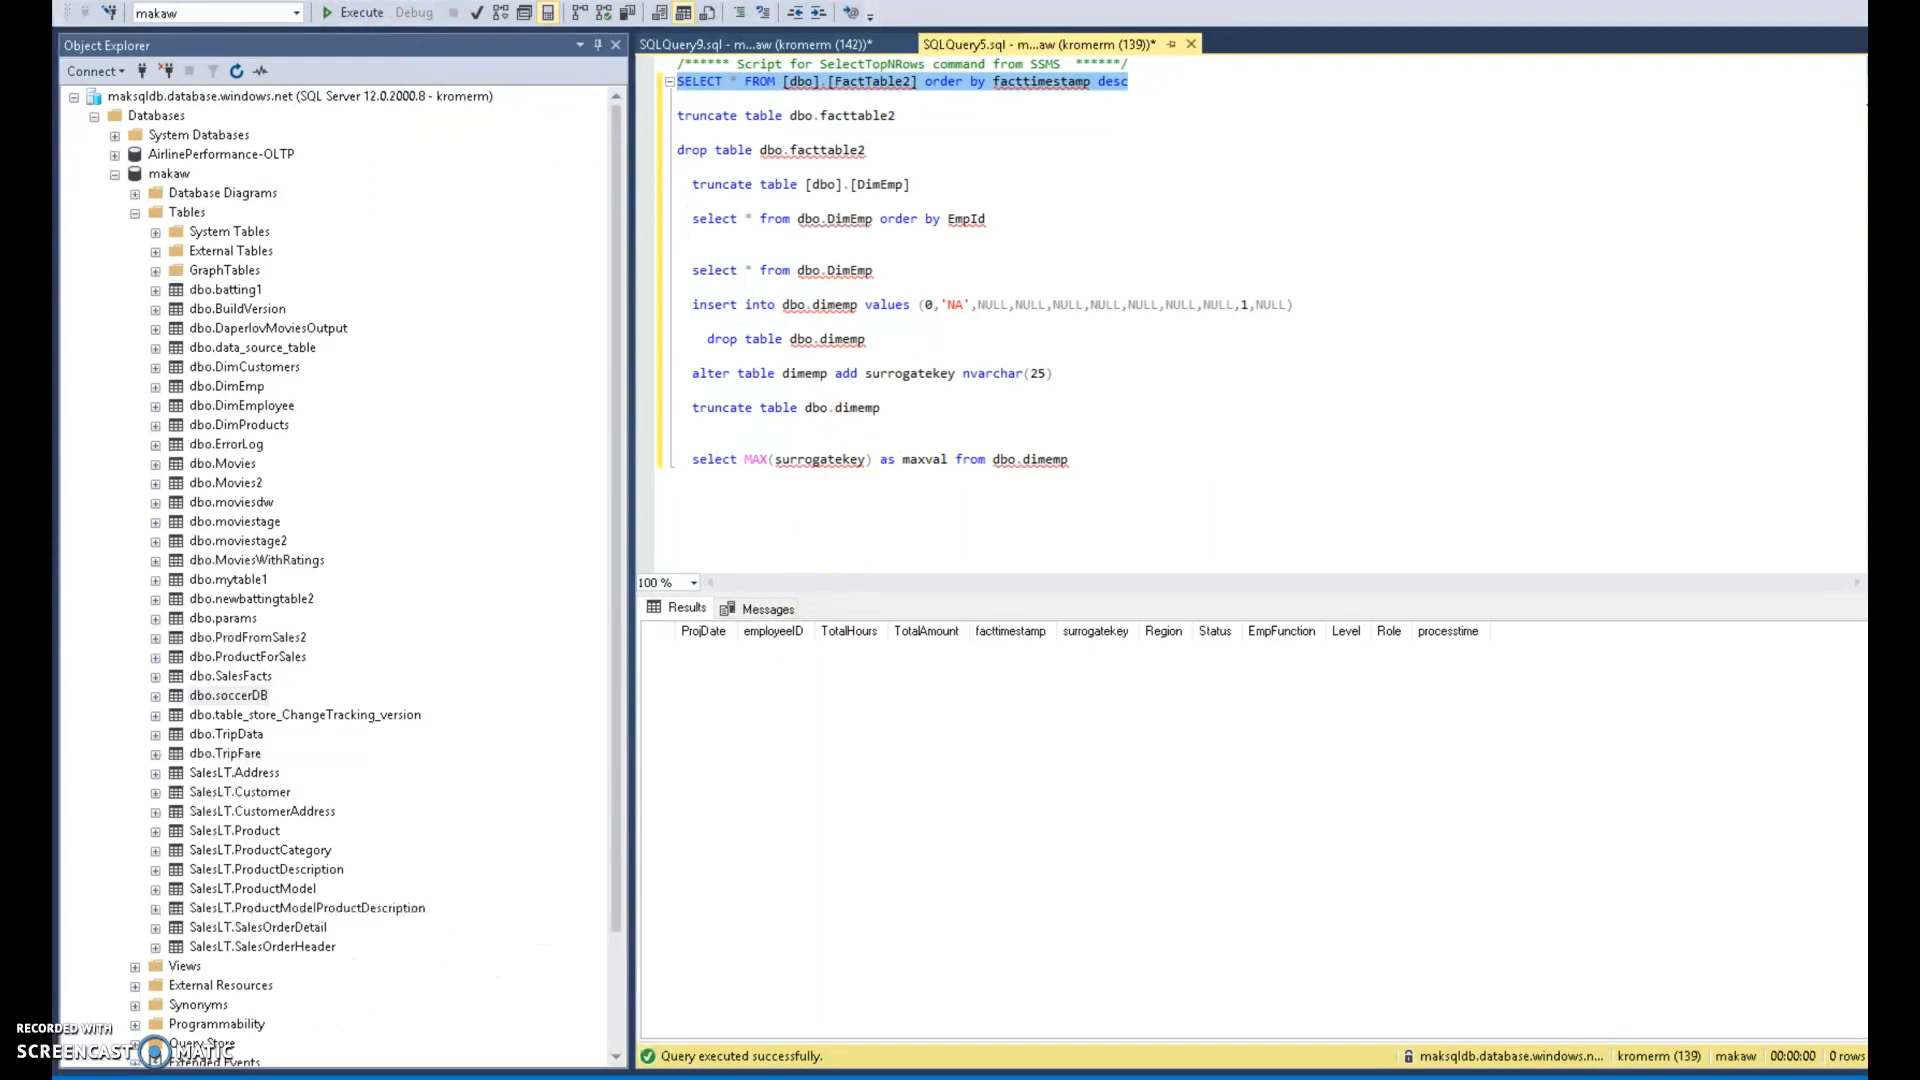 makaw
Execute
Debug
Object Explorer
Connect
maksqldb.database.windows.net (SQL Server 12.0.2000.8 - kromerm)
Databases
System Databases
AirlinePerformance-OLTP
makaw
Database Diagrams
Tables
System Tables
External Tables
GraphTables
dbo.batting1
dbo.BuildVersion
dbo.DaperlovMoviesOutput
dbo.data_source_table
dbo.DimCustomers
dbo.DimEmp
dbo.DimEmployee
dbo.DimProducts
dbo.ErrorLog
dbo.Movies
dbo.Movies2
dbo.moviesdw
dbo.moviestage
dbo.moviestage2
dbo.MoviesWithRatings
dbo.mytable1
dbo.newbattingtable2
dbo.params
dbo.ProdFromSales2
dbo.ProductForSales
dbo.SalesFacts
dbo.soccerDB
dbo.table_store_ChangeTracking_version
dbo.TripData
dbo.TripFare
SalesLT.Address
SalesLT.Customer
SalesLT.CustomerAddress
SalesLT.Product
SalesLT.ProductCategory
SalesLT.ProductDescription
SalesLT.ProductModel
SalesLT.ProductModelProductDescription
SalesLT.SalesOrderDetail
SalesLT.SalesOrderHeader
Views
External Resources
Synonyms
Programmability
Query Store
Extended Events
RECORDED WITH
SCREENCAST MATIC
SQLQuery9.sql - m...aw (kromerm (142))*
SQLQuery5.sql - m...aw (kromerm (139))*
/****** Script for SelectTopNRows command from SSMS ******/
SELECT * FROM [dbo].[FactTable2] order by facttimestamp desc
truncate table dbo.facttable2
drop table dbo.facttable2
truncate table [dbo].[DimEmp]
select * from dbo.DimEmp order by EmpId
select * from dbo.DimEmp
insert into dbo.dimemp values (0,'NA',NULL,NULL,NULL,NULL,NULL,NULL,NULL,1,NULL)
drop table dbo.dimemp
alter table dimemp add surrogatekey nvarchar(25)
truncate table dbo.dimemp
select MAX(surrogatekey) as maxval from dbo.dimemp
100 %
Results
Messages
ProjDate employeeID TotalHours TotalAmount facttimestamp surrogatekey Region Status EmpFunction Level Role processtime
Query executed successfully.
maksqldb.database.windows.n...
kromerm (139)
makaw
00:00:00
0 rows